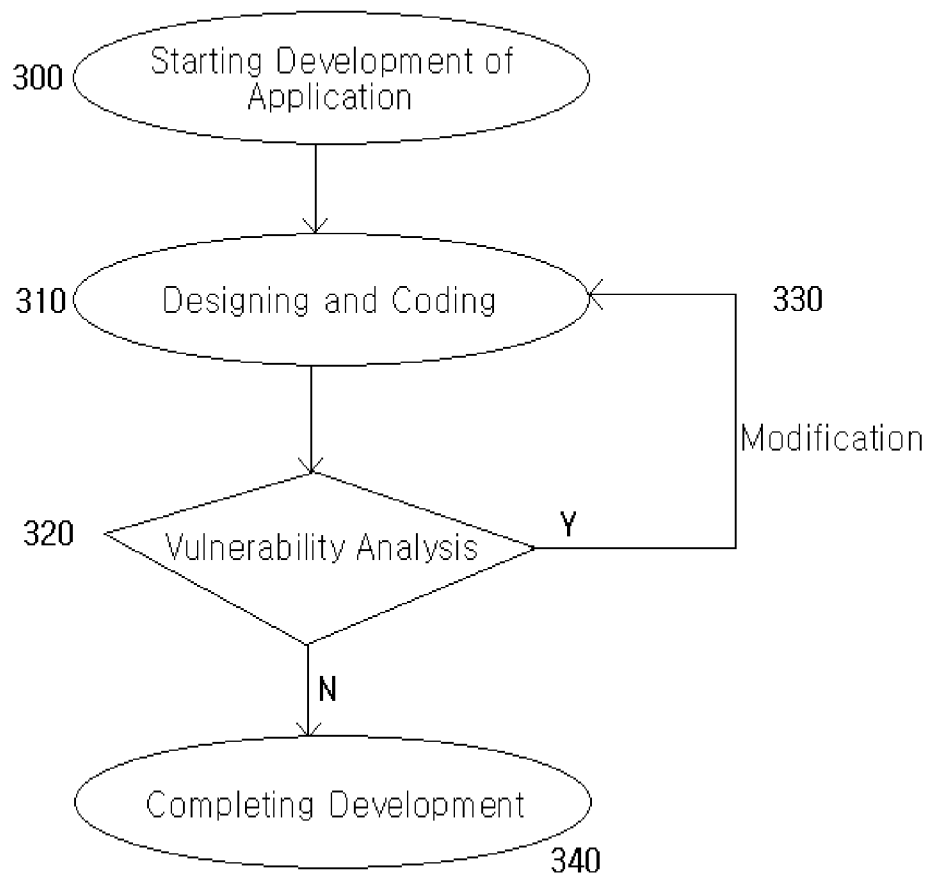 300
Starting Development of
Application
310
Designing and Coding
330
Modification
320
Vulnerability Analysis
Y
N
Completing Development
340